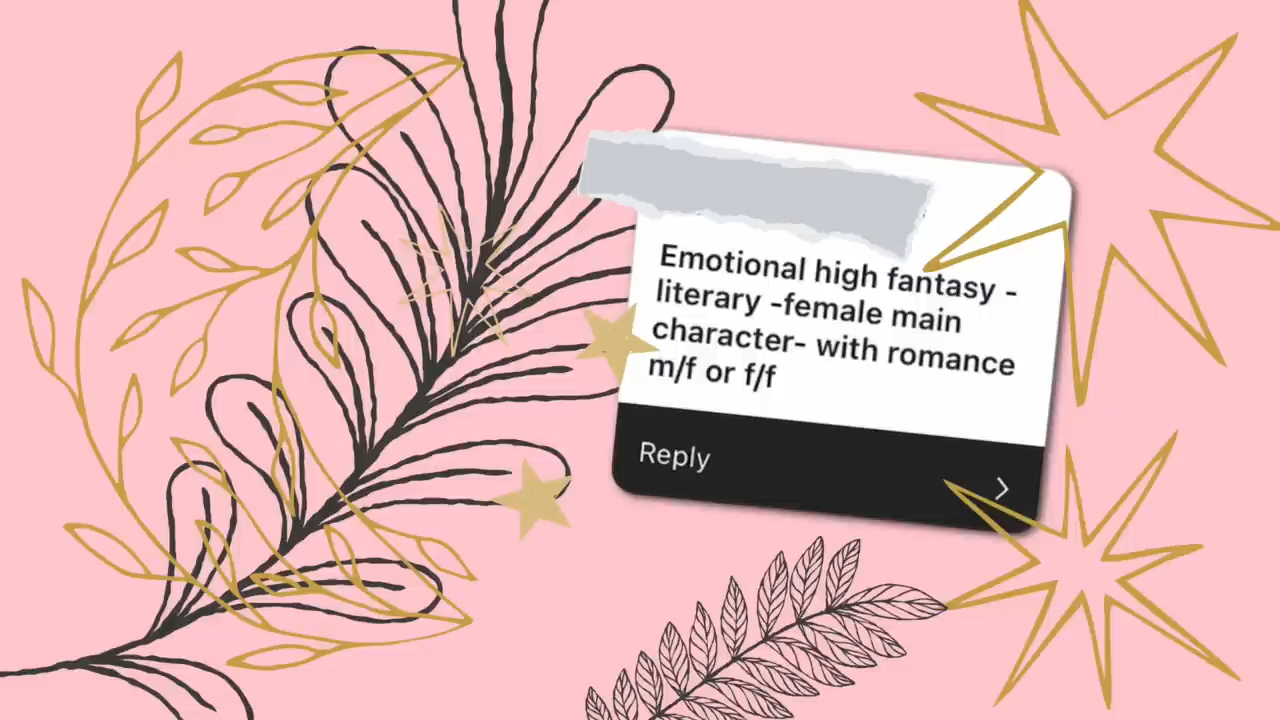 Emotional high fantasy -
literary -female main
character- with romance
m/f or f/f
Reply